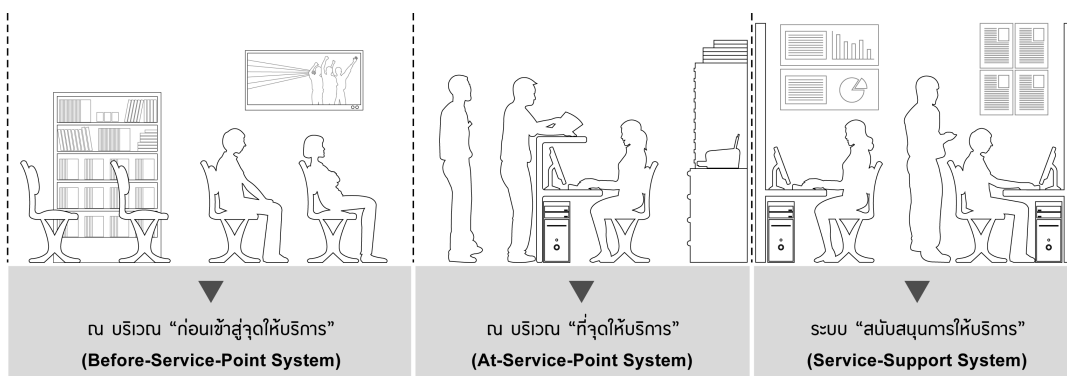 ณ บริเวณ “ก่อนเข้าสู่จุดให้บริการ”
(Before-Service-Point System)
ณ บริเวณ “ที่จุดให้บริการ”
(At-Service-Point System)
ระบบ “สนับสนุนการให้บริการ”
(Service-Support System)